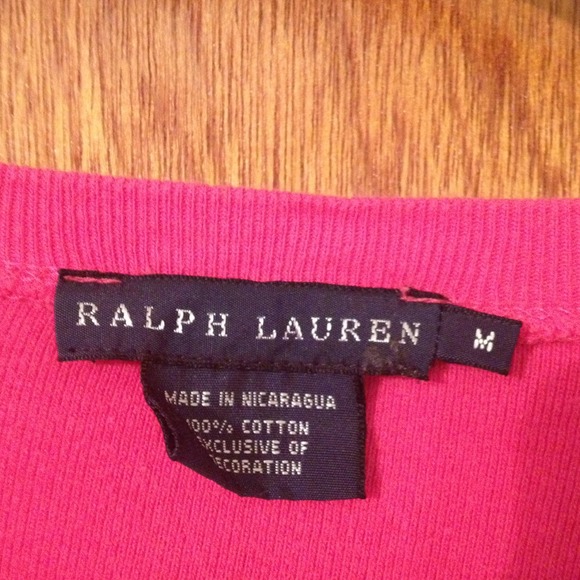 RALPH LAUREN
M
MADE IN NICARAGUA
100% COTTON
EXCLUSIVE OF
DECORATION